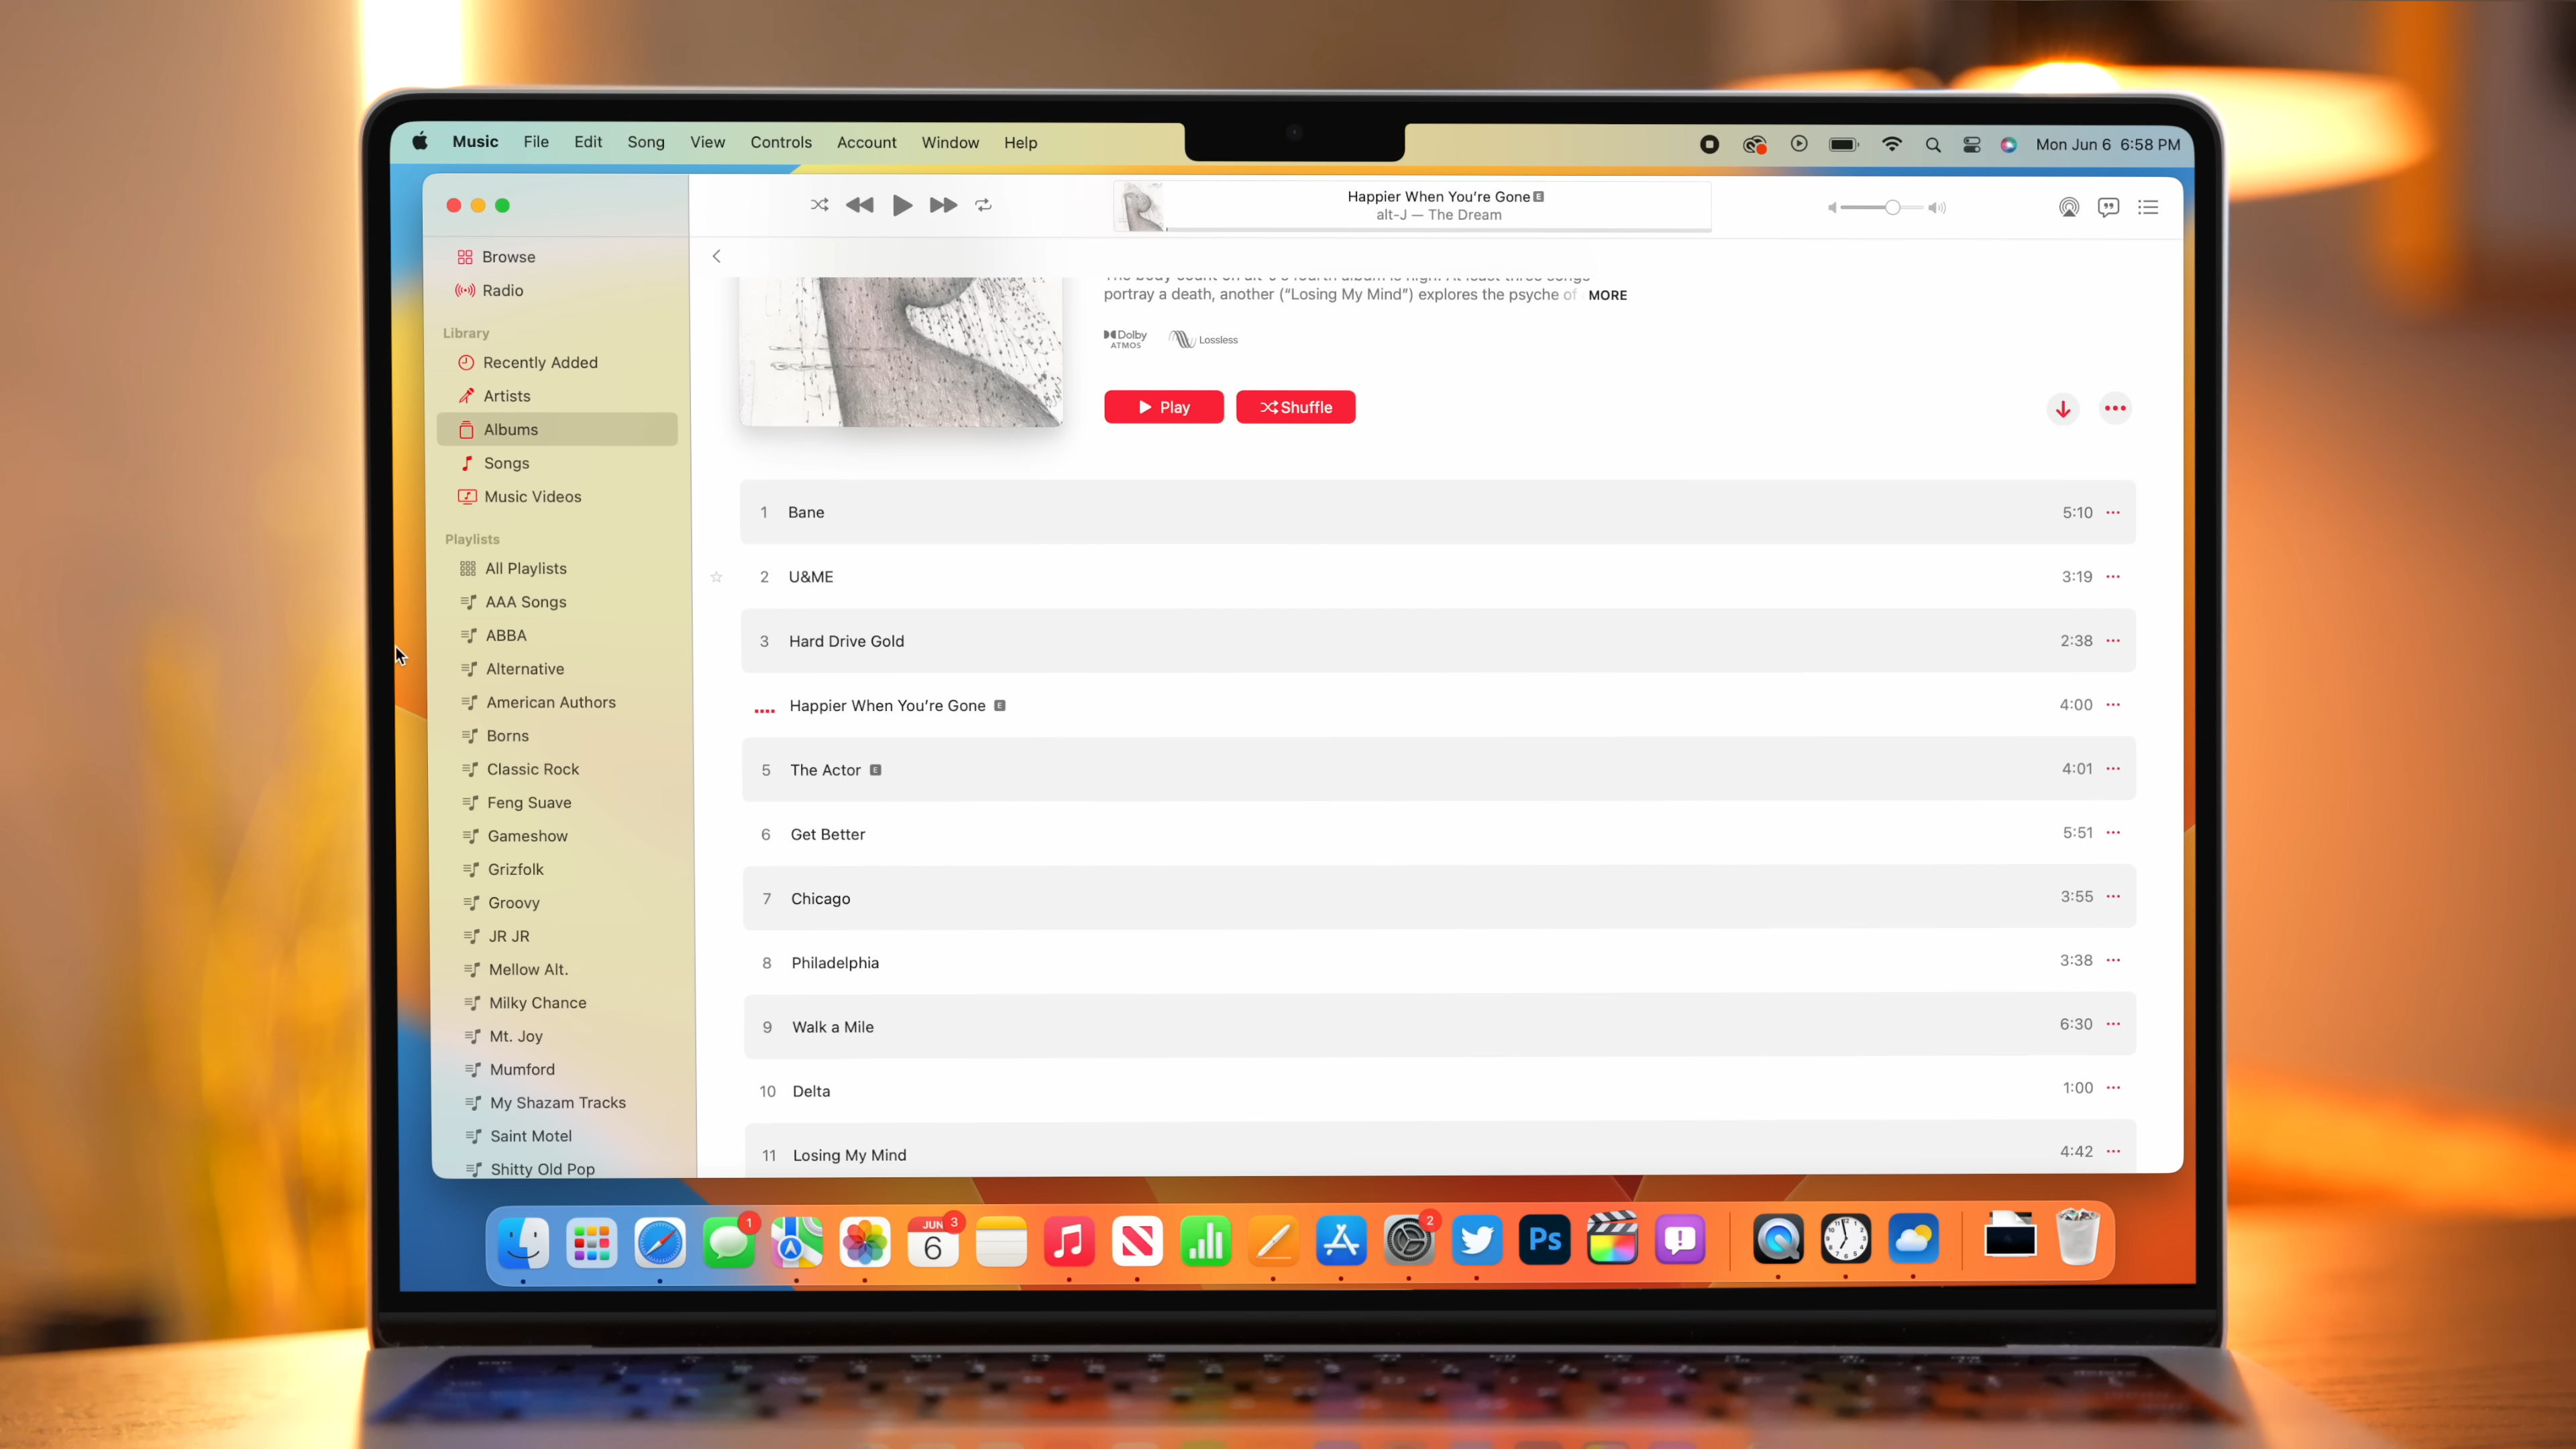 Music File Edit Song View Controls Account Window Help
Mon Jun 6 6:58 PM
Happier When You’re Gone E
alt-J — The Dream
Browse
Radio
Library
Recently Added
Artists
Albums
Songs
Music Videos
Playlists
All Playlists
AAA Songs
ABBA
Alternative
American Authors
Borns
Classic Rock
Feng Suave
Gameshow
Grizfolk
Groovy
JR JR
Mellow Alt.
Milky Chance
Mt. Joy
Mumford
My Shazam Tracks
Saint Motel
Shitty Old Pop
portray a death, another (“Losing My Mind”) explores the psyche of MORE
Dolby
ATMOS
Lossless
Play Shuffle
1 Bane 5:10
2 U&ME 3:19
3 Hard Drive Gold 2:38
Happier When You’re Gone E 4:00
5 The Actor E 4:01
6 Get Better 5:51
7 Chicago 3:55
8 Philadelphia 3:38
9 Walk a Mile 6:30
10 Delta 1:00
11 Losing My Mind 4:42
1
JUN 3
6
2
Ps